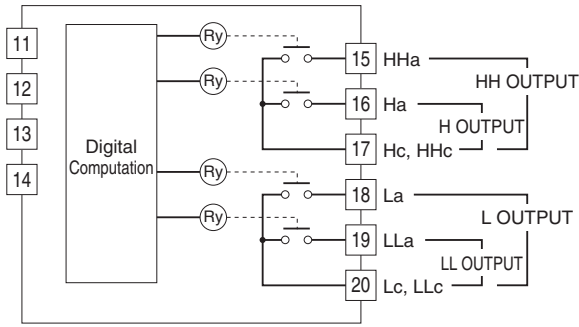 11
12
13
14
Digital
Computation
Ry
Ry
Ry
Ry
15 HHa
16 Ha
17 Hc, HHc
18 La
19 LLa
20 Lc, LLc
HH OUTPUT
H OUTPUT
L OUTPUT
LL OUTPUT